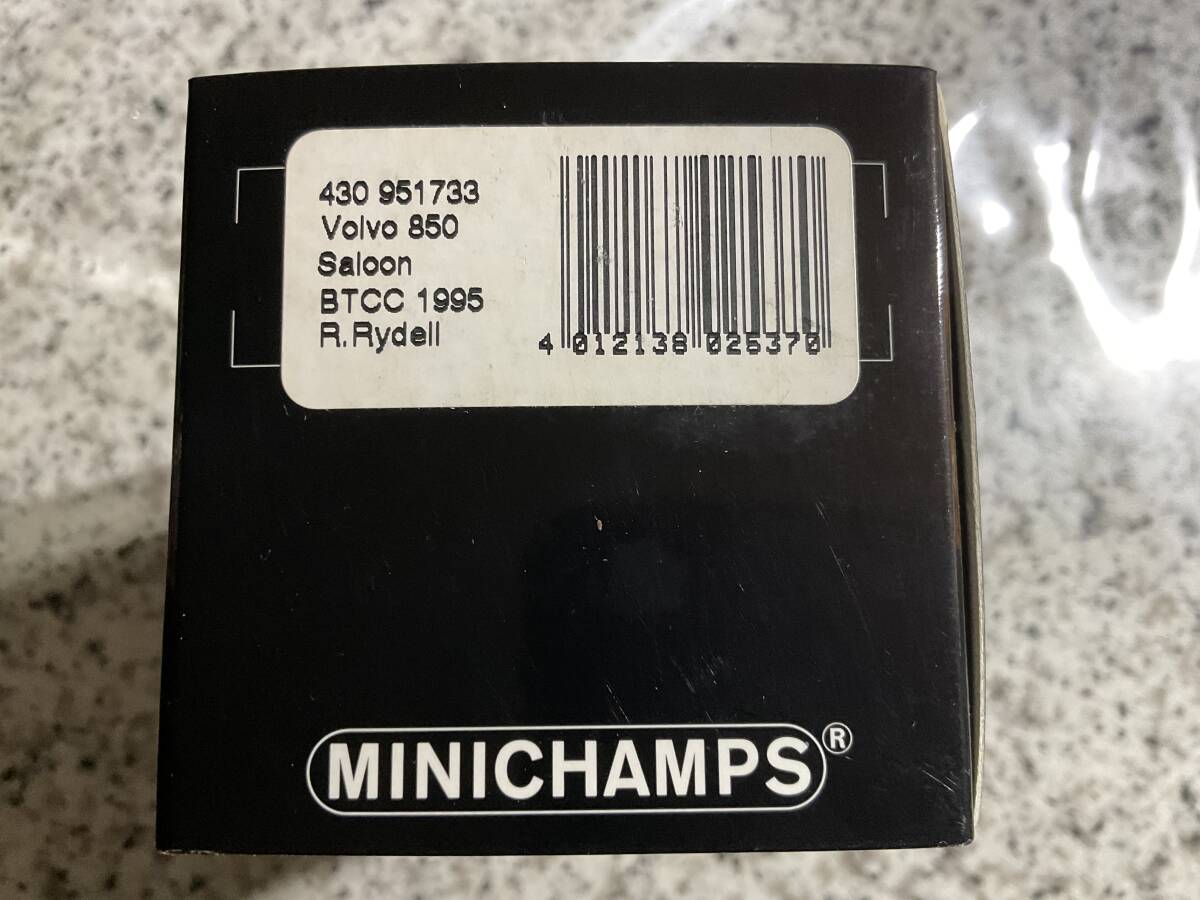 430 951733
Volvo 850
Saloon
BTCC 1995
R.Rydell
4 012138 025370
MINICHAMPS®